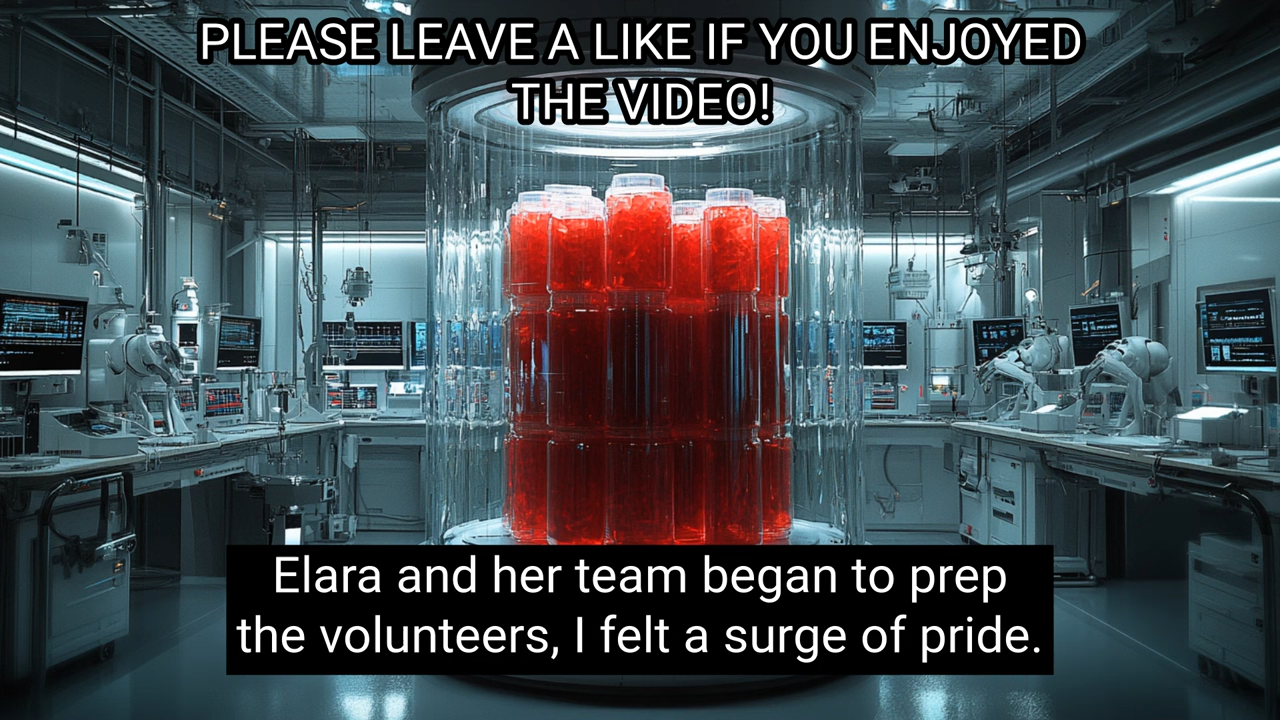 PLEASE LEAVE A LIKE IF YOU ENJOYED
THE VIDEO!
Elara and her team began to prep
the volunteers, I felt a surge of pride.